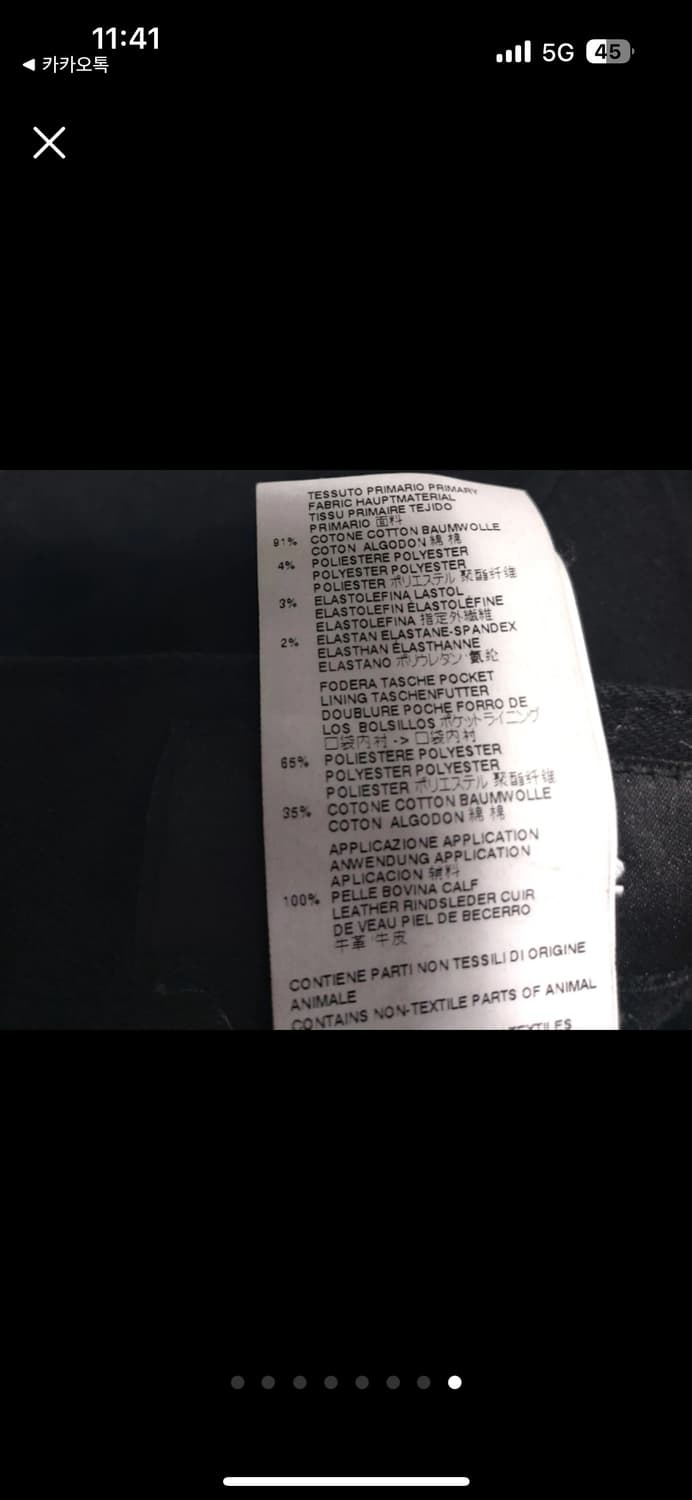 11:41
5G
45
◀ 카카오톡
TESSUTO PRIMARIO PRIMARY
FABRIC HAUPTMATERIAL
TISSU PRIMAIRE TEJIDO
PRIMARIO 面料
91% COTONE COTTON BAUMWOLLE
COTON ALGODON 綿 棉
4% POLIESTERE POLYESTER
POLYESTER POLYESTER
POLIESTER ポリエステル 聚酯纤维
3% ELASTOLEFINA LASTOL
ELASTOLEFIN ÉLASTOLÉFINE
ELASTOLEFINA 指定外繊維
2% ELASTAN ELASTANE-SPANDEX
ELASTHAN ÉLASTHANNE
ELASTANO ポリウレタン 氨纶
FODERA TASCHE POCKET
LINING TASCHENFUTTER
DOUBLURE POCHE FORRO DE
LOS BOLSILLOS ポケットライニング
口袋内衬 -> 口袋内衬
65% POLIESTERE POLYESTER
POLYESTER POLYESTER
POLIESTER ポリエステル 聚酯纤维
35% COTONE COTTON BAUMWOLLE
COTON ALGODON 綿 棉
APPLICAZIONE APPLICATION
ANWENDUNG APPLICATION
APLICACION 辅料
100% PELLE BOVINA CALF
LEATHER RINDSLEDER CUIR
DE VEAU PIEL DE BECERRO
牛革 牛皮
CONTIENE PARTI NON TESSILI DI ORIGINE
ANIMALE
CONTAINS NON-TEXTILE PARTS OF ANIMAL
TEXTILES